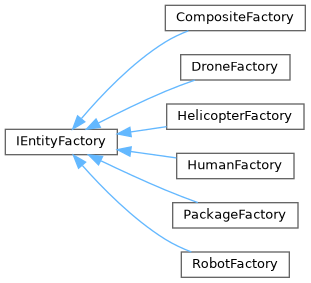 CompositeFactory
DroneFactory
HelicopterFactory
IEntityFactory
HumanFactory
PackageFactory
RobotFactory